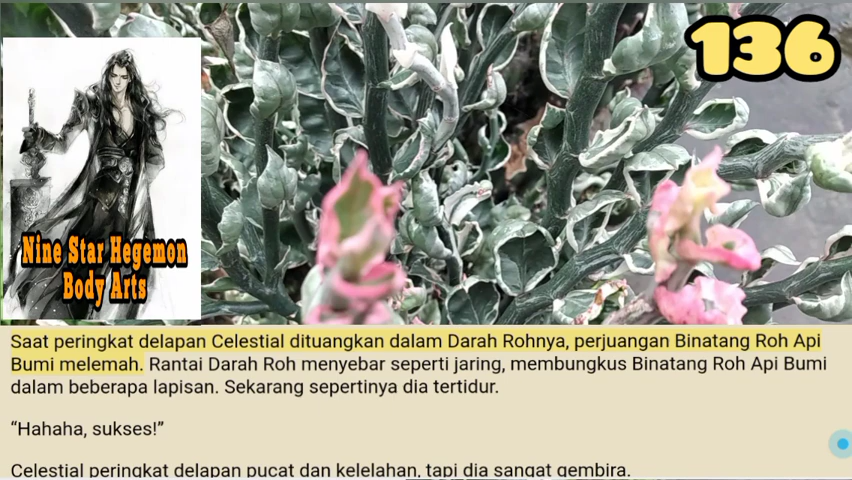 136
Nine Star Hegemon
Body Arts
Saat peringkat delapan Celestial dituangkan dalam Darah Rohnya, perjuangan Binatang Roh Api
Bumi melemah. Rantai Darah Roh menyebar seperti jaring, membungkus Binatang Roh Api Bumi
dalam beberapa lapisan. Sekarang sepertinya dia tertidur.
“Hahaha, sukses!”
Celestial peringkat delapan pucat dan kelelahan, tapi dia sangat gembira.